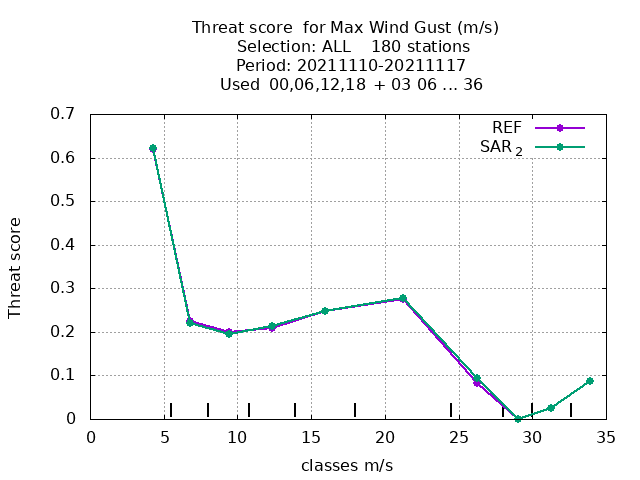 Threat score  for Max Wind Gust (m/s)
Selection: ALL    180 stations
Period: 20211110-20211117
Used  00,06,12,18  + 03 06 ... 36
REF
SAR 2
0.7
0.6
0.5
0.4
0.3
0.2
0.1
0
Threat score
0 5 10 15 20 25 30 35
classes m/s